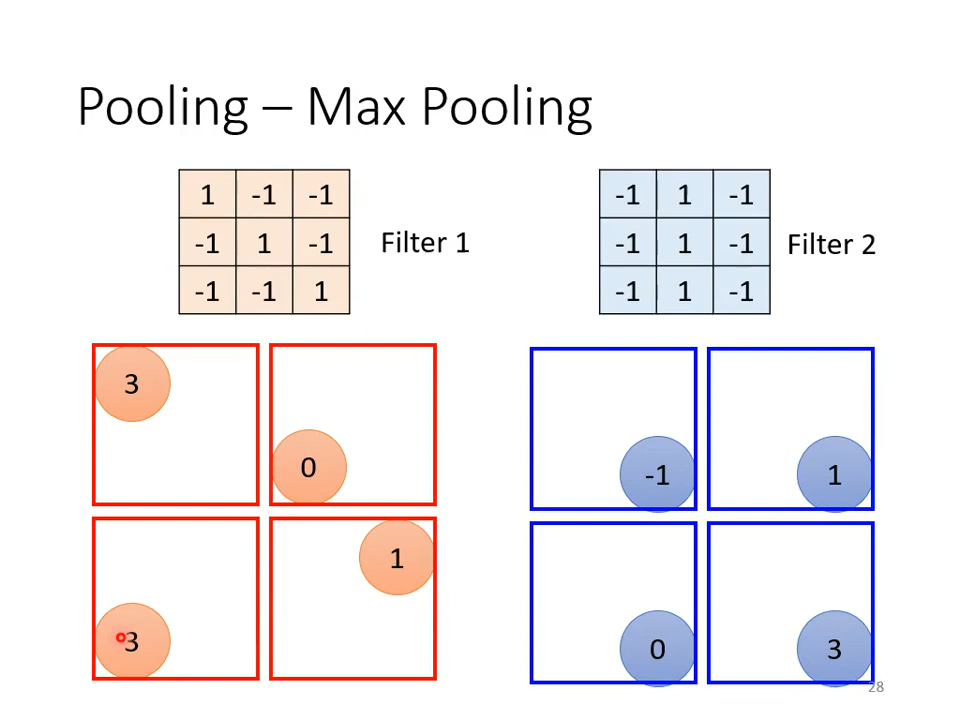 Pooling – Max Pooling
1 -1 -1
-1 1 -1
-1 -1 1
Filter 1
-1 1 -1
-1 1 -1
-1 1 -1
Filter 2
3
0
3
1
-1
1
0
3
28